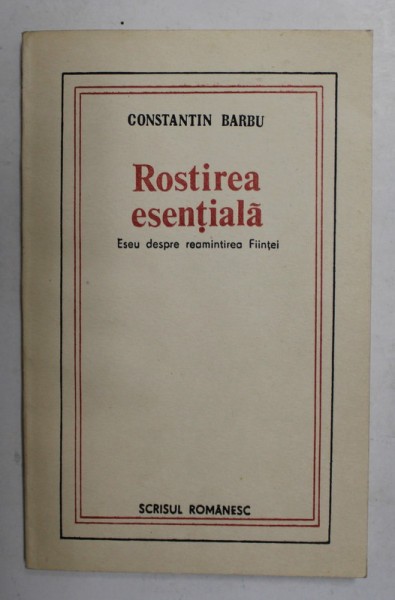 CONSTANTIN BARBU
Rostirea
esențială
Eseu despre reamintirea Ființei
SCRISUL ROMÂNESC